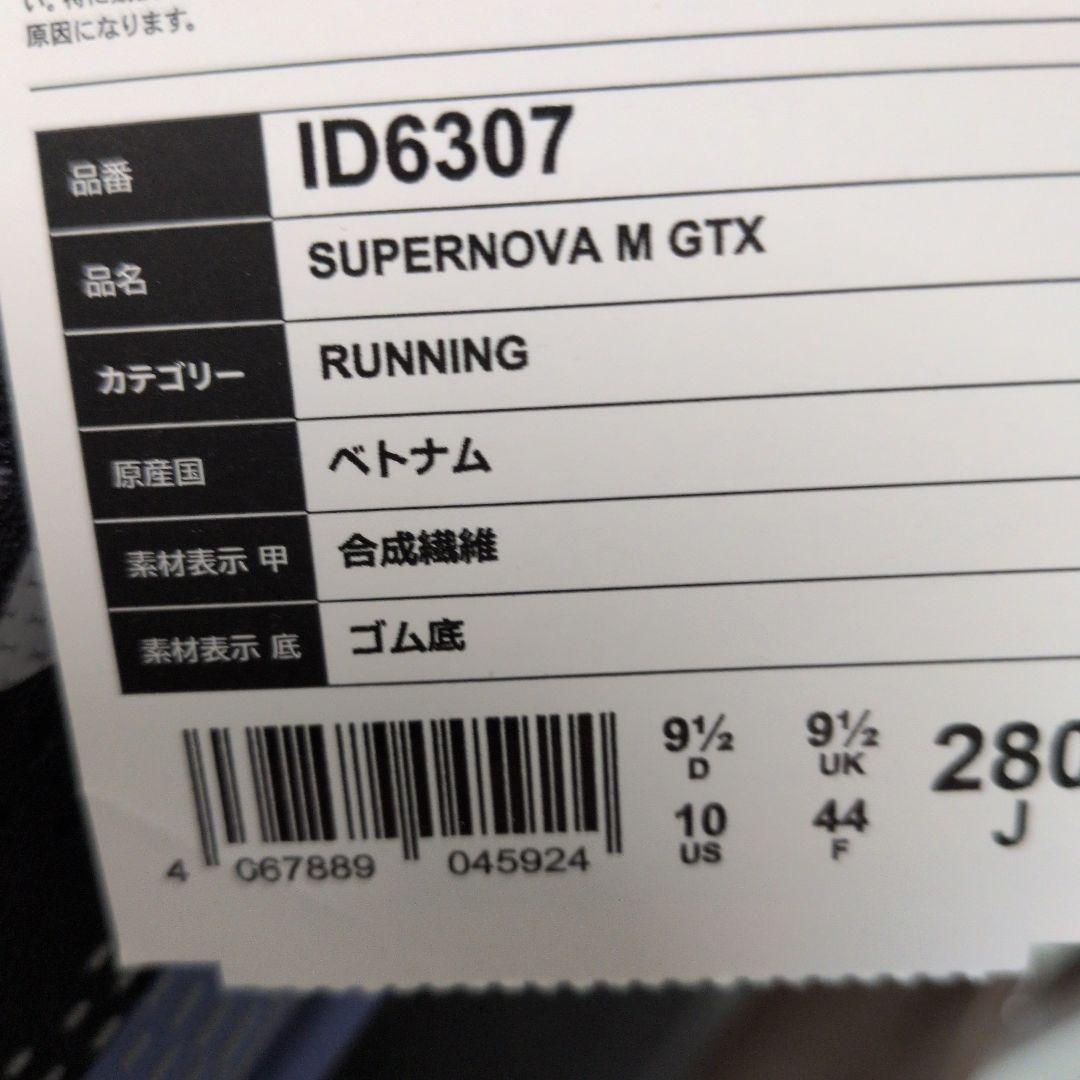 原因になります。
品番 ID6307
品名 SUPERNOVA M GTX
カテゴリー RUNNING
原産国 ベトナム
素材表示 甲 合成繊維
素材表示 底 ゴム底
9½ 9½ 280
D UK J
10 44
US F
4 067889 045924